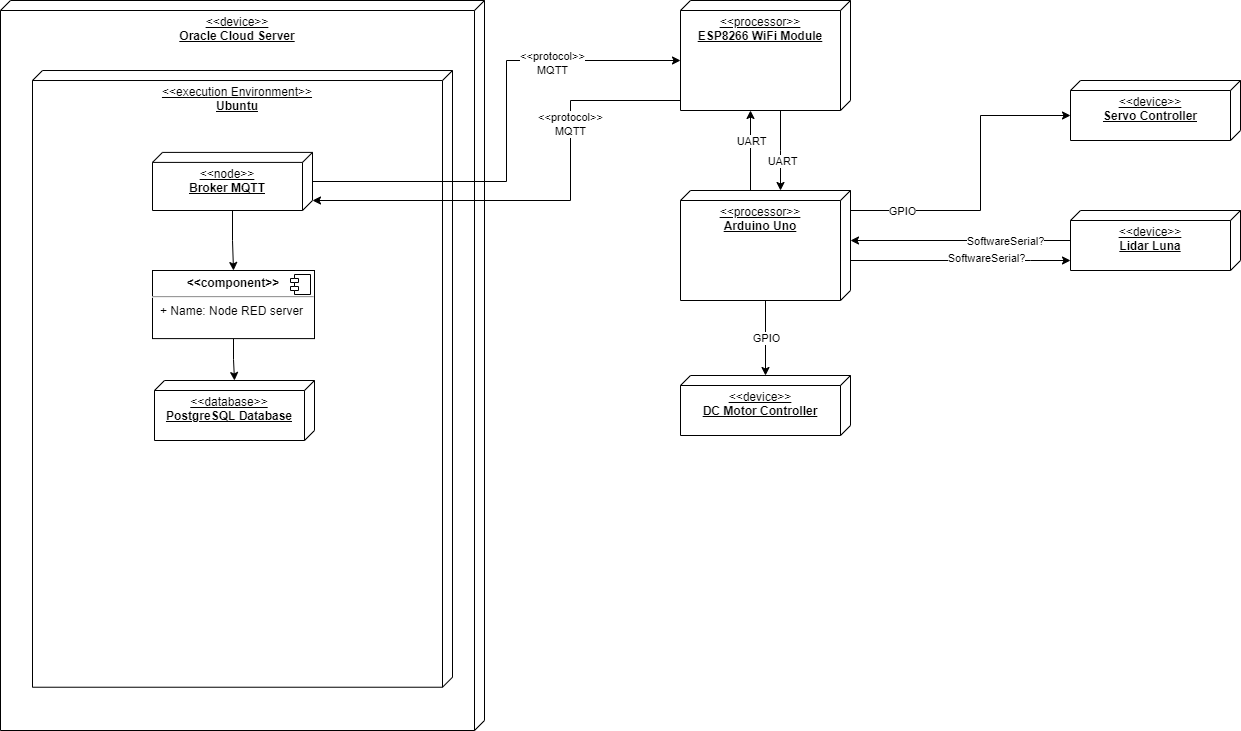 <<device>>
Oracle Cloud Server
<<execution Environment>>
Ubuntu
<<node>>
Broker MQTT
<<component>>
+ Name: Node RED server
<<database>>
PostgreSQL Database
<<protocol>>
MQTT
<<protocol>>
MQTT
<<processor>>
ESP8266 WiFi Module
UART
UART
<<processor>>
Arduino Uno
GPIO
<<device>>
DC Motor Controller
GPIO
SoftwareSerial?
SoftwareSerial?
<<device>>
Servo Controller
<<device>>
Lidar Luna